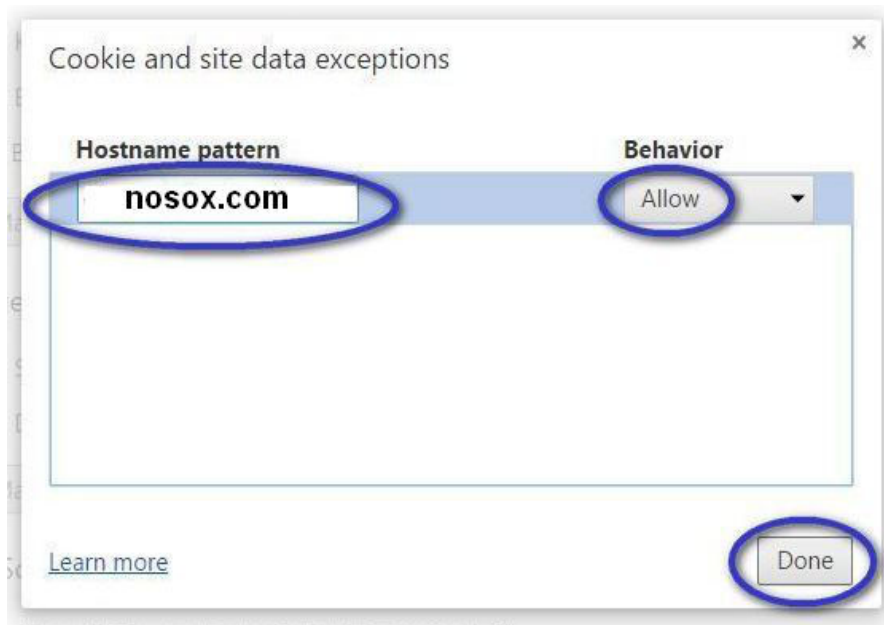 Cookie and site data exceptions
×
Hostname pattern Behavior
nosox.com Allow
Learn more Done